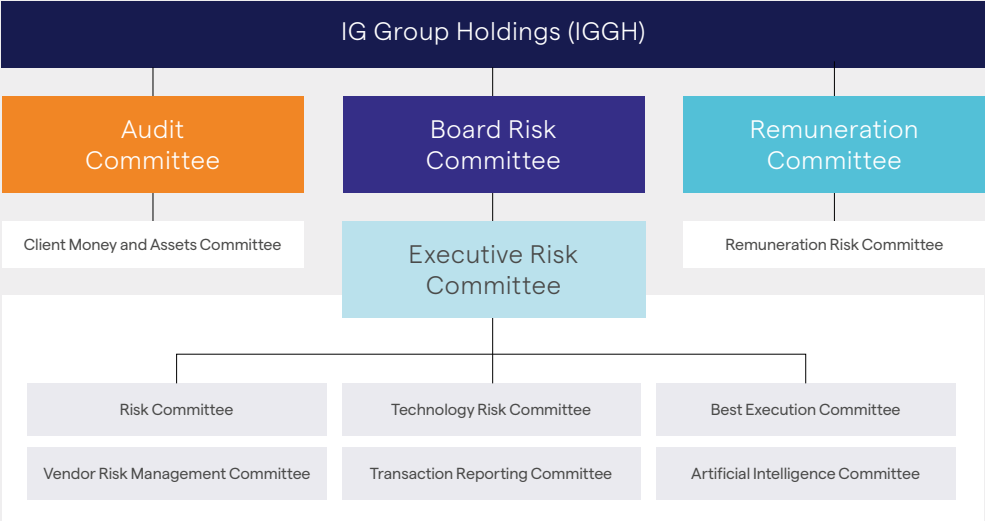 IG Group Holdings (IGGH)
Audit
Committee
Board Risk
Committee
Remuneration
Committee
Client Money and Assets Committee
Executive Risk
Committee
Remuneration Risk Committee
Risk Committee
Technology Risk Committee
Best Execution Committee
Vendor Risk Management Committee
Transaction Reporting Committee
Artificial Intelligence Committee